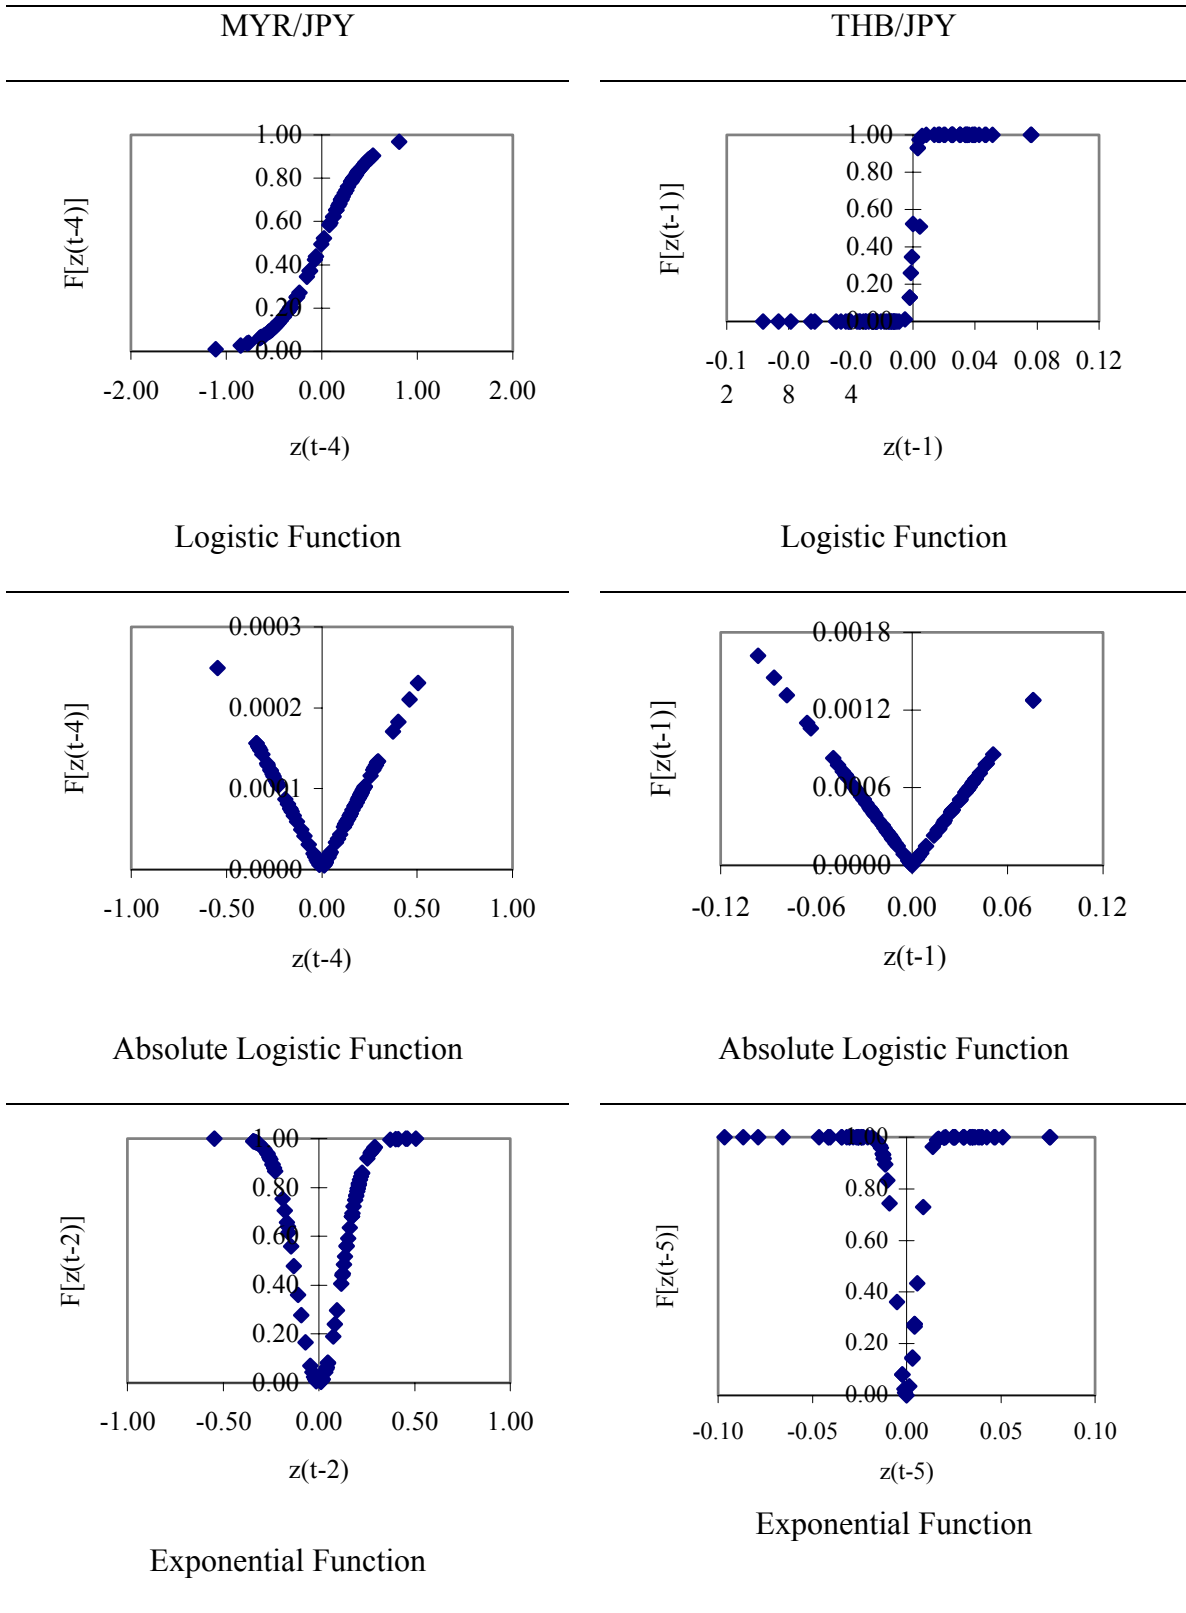 MYR/JPY
THB/JPY
F[z(t-4)]
1.00
0.80
0.60
0.40
0.20
0.00
-2.00 -1.00 0.00 1.00 2.00
z(t-4)
Logistic Function
F[z(t-1)]
1.00
0.80
0.60
0.40
0.20
0.00
-0.1 -0.0 -0.0 0.00 0.04 0.08 0.12
2 8 4
z(t-1)
Logistic Function
F[z(t-4)]
0.0003
0.0002
0.0001
0.0000
-1.00 -0.50 0.00 0.50 1.00
z(t-4)
Absolute Logistic Function
F[z(t-1)]
0.0018
0.0012
0.0006
0.0000
-0.12 -0.06 0.00 0.06 0.12
z(t-1)
Absolute Logistic Function
F[z(t-2)]
1.00
0.80
0.60
0.40
0.20
0.00
-1.00 -0.50 0.00 0.50 1.00
z(t-2)
Exponential Function
F[z(t-5)]
1.00
0.80
0.60
0.40
0.20
0.00
-0.10 -0.05 0.00 0.05 0.10
z(t-5)
Exponential Function